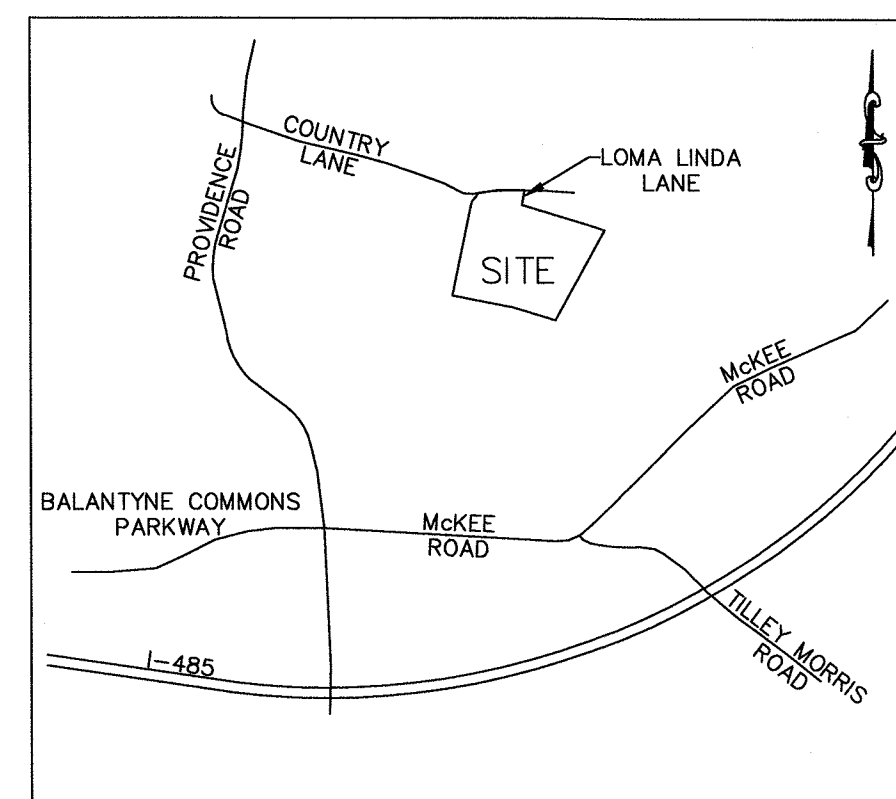 COUNTRY
LANE
LOMA LINDA
LANE
PROVIDENCE
ROAD
SITE
McKEE
ROAD
BALANTYNE COMMONS
PARKWAY
McKEE
ROAD
TILLEY MORRIS
ROAD
I-485